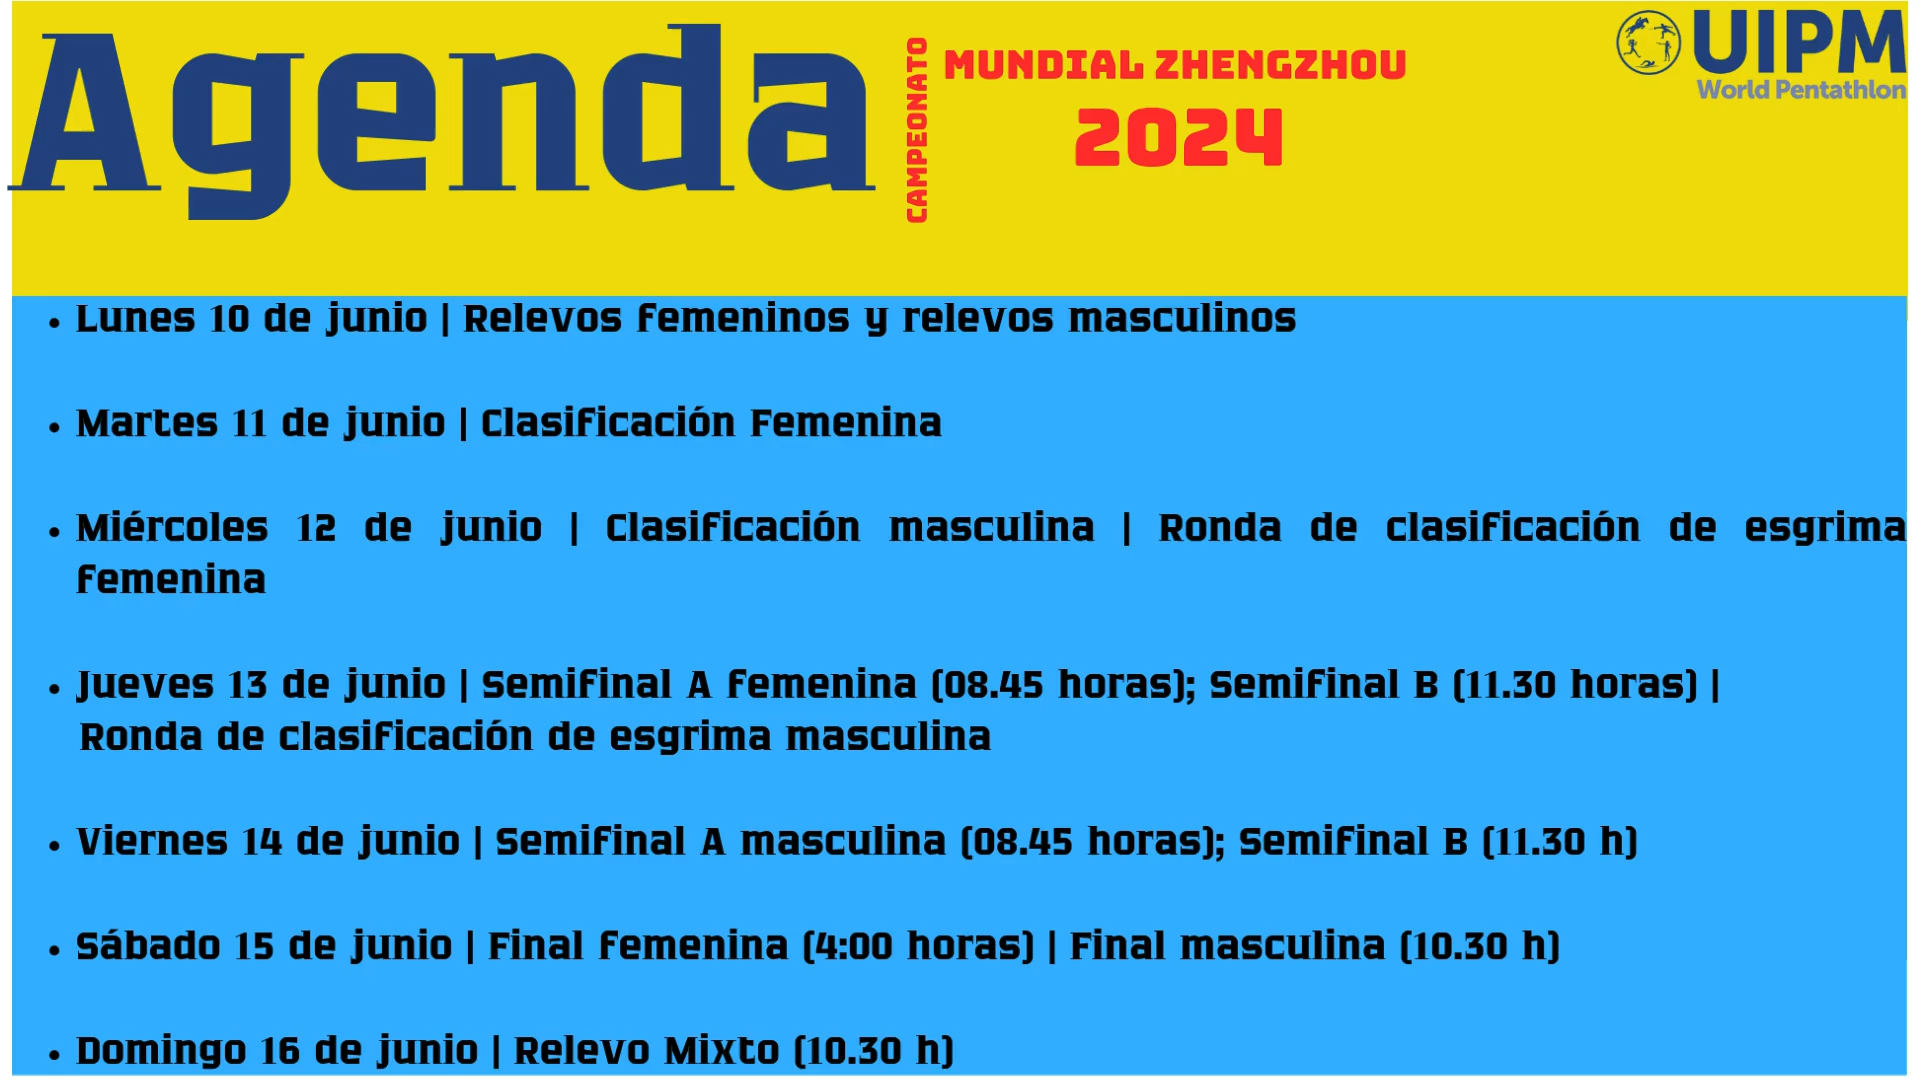 Agenda
CAMPEONATO
MUNDIAL ZHENGZHOU
2024
UIPM
World Pentathlon
• Lunes 10 de junio | Relevos femeninos y relevos masculinos
• Martes 11 de junio | Clasificación Femenina
• Miércoles 12 de junio | Clasificación masculina | Ronda de clasificación de esgrima
femenina
• Jueves 13 de junio | Semifinal A femenina (08.45 horas); Semifinal B (11.30 horas) |
Ronda de clasificación de esgrima masculina
• Viernes 14 de junio | Semifinal A masculina (08.45 horas); Semifinal B (11.30 h)
• Sábado 15 de junio | Final femenina (4:00 horas) | Final masculina (10.30 h)
• Domingo 16 de junio | Relevo Mixto (10.30 h)